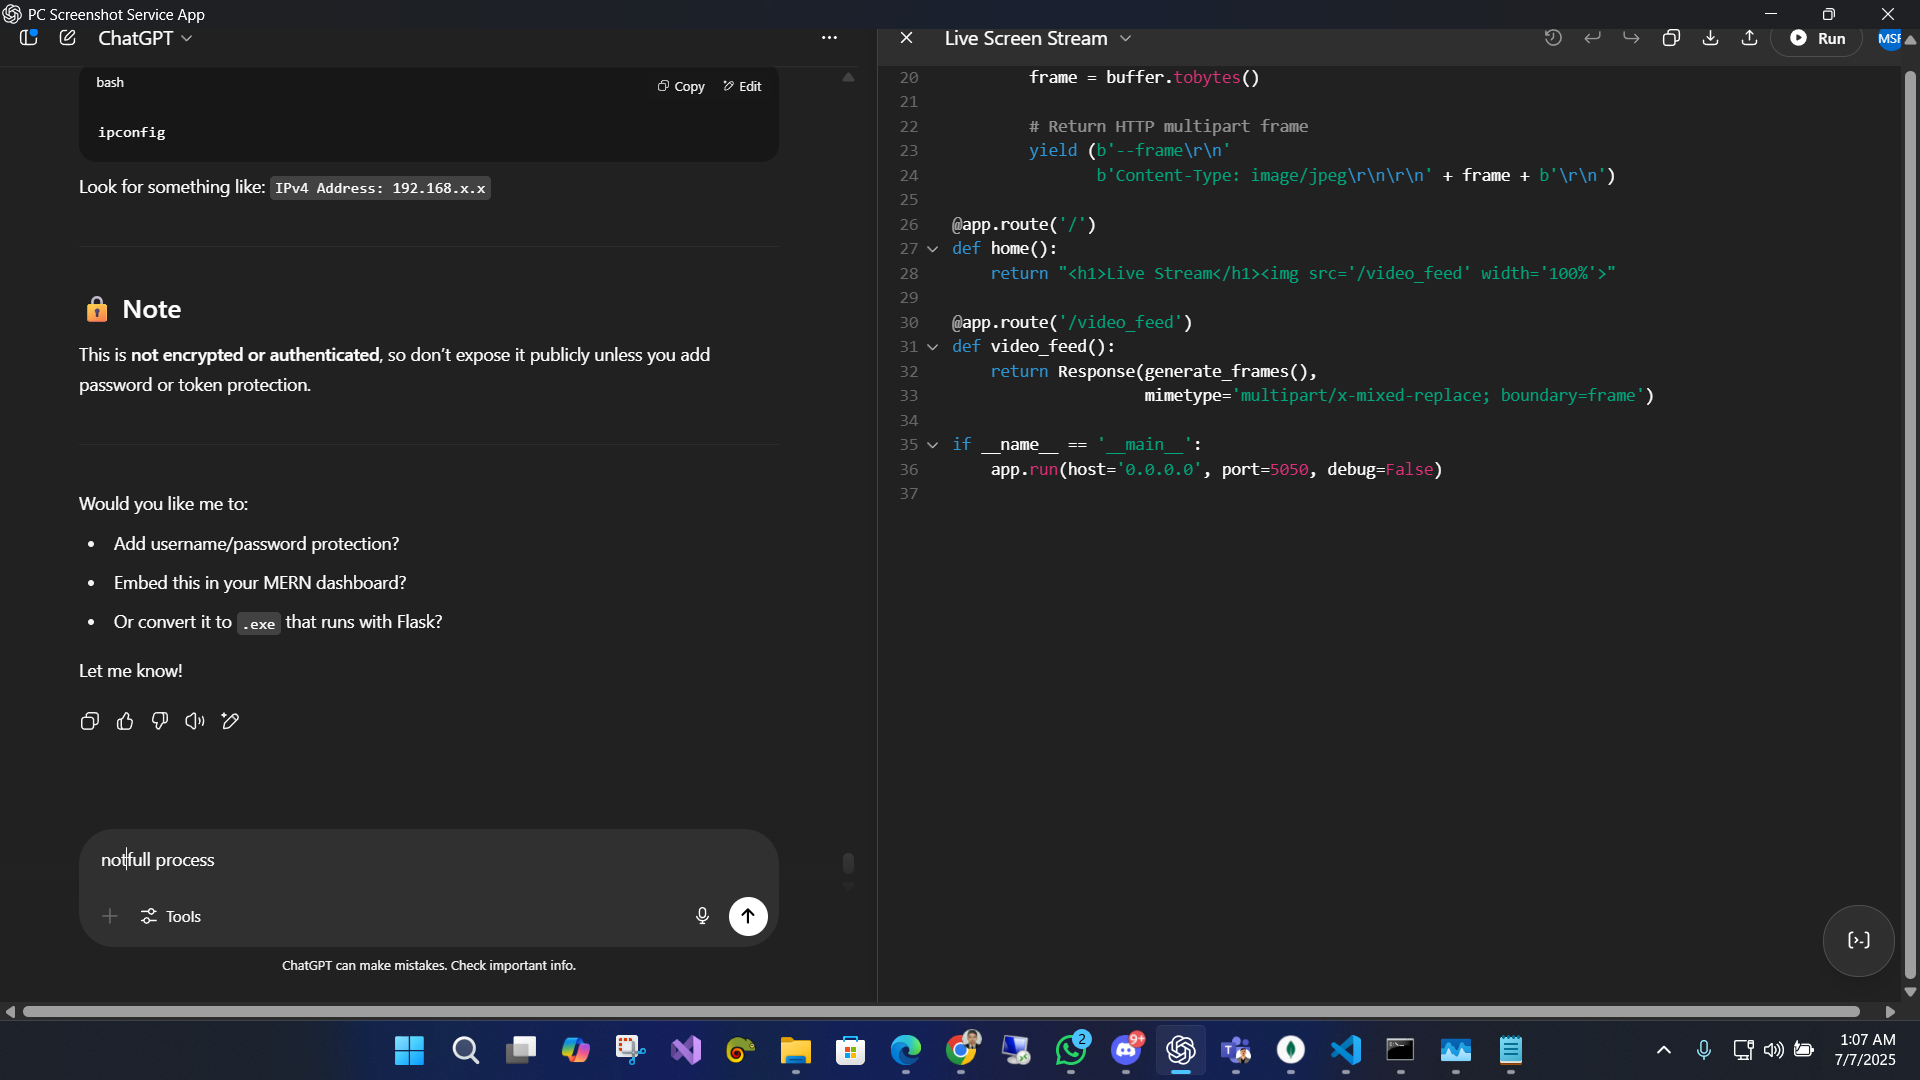 PC Screenshot Service App
ChatGPT
bash
Copy
Edit
ipconfig
Look for something like: IPv4 Address: 192.168.x.x
🔒 Note
This is not encrypted or authenticated, so don’t expose it publicly unless you add
password or token protection.
Would you like me to:
• Add username/password protection?
• Embed this in your MERN dashboard?
• Or convert it to .exe that runs with Flask?
Let me know!
notfull process
Tools
ChatGPT can make mistakes. Check important info.
Live Screen Stream
Run
20 frame = buffer.tobytes()
21
22 # Return HTTP multipart frame
23 yield (b'--frame\r\n'
24 b'Content-Type: image/jpeg\r\n\r\n' + frame + b'\r\n')
25
26 @app.route('/')
27 def home():
28 return "<h1>Live Stream</h1><img src='/video_feed' width='100%'>"
29
30 @app.route('/video_feed')
31 def video_feed():
32 return Response(generate_frames(),
33 mimetype='multipart/x-mixed-replace; boundary=frame')
34
35 if __name__ == '__main__':
36 app.run(host='0.0.0.0', port=5050, debug=False)
37
2
9+
1:07 AM
7/7/2025